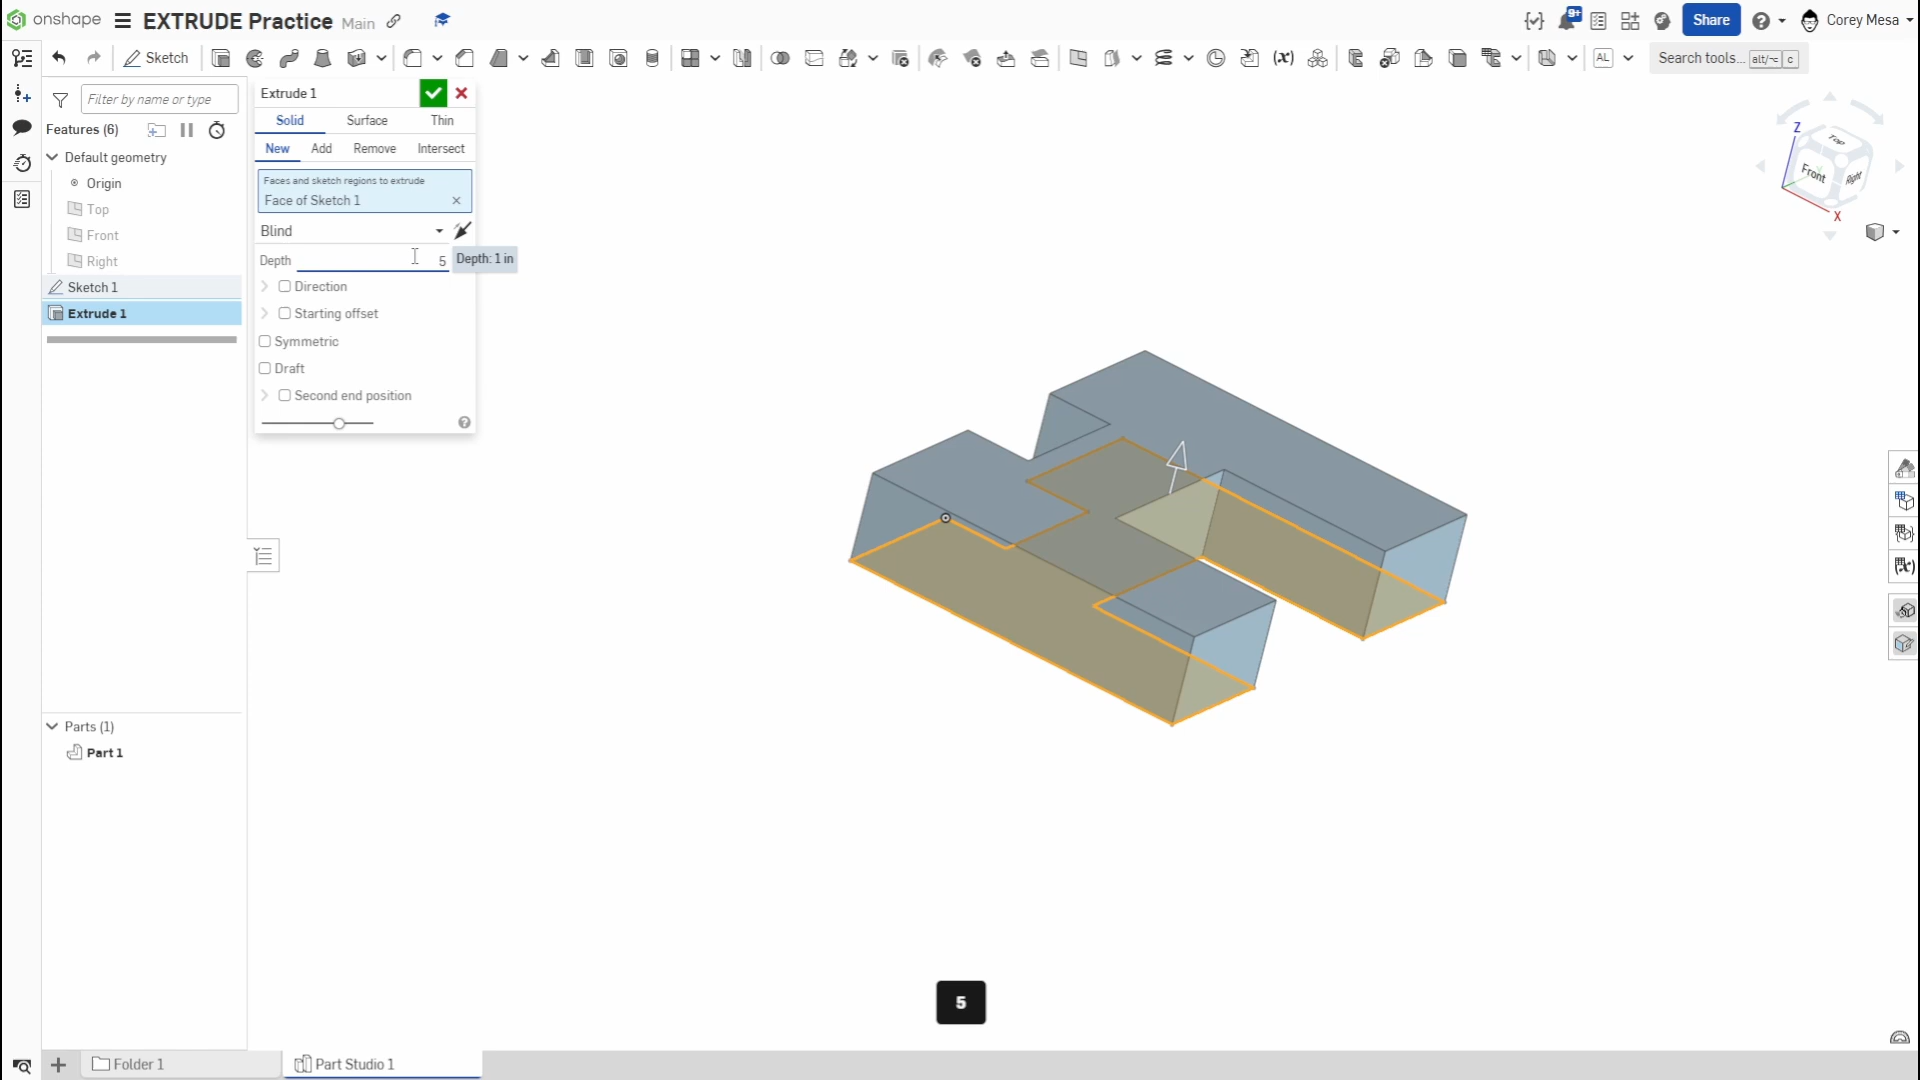 onshape EXTRUDE Practice Main 9+ Share Corey Mesa
Sketch AL Search tools... alt/⌥ c
Filter by name or type
Features (6)
Default geometry
Origin
Top
Front
Right
Sketch 1
Extrude 1
Extrude 1
Solid Surface Thin
New Add Remove Intersect
Faces and sketch regions to extrude
Face of Sketch 1
Blind
Depth 5 Depth: 1 in
Direction
Starting offset
Symmetric
Draft
Second end position
Z
Top
Front
Right
X
Parts (1)
Part 1
5
Folder 1 Part Studio 1